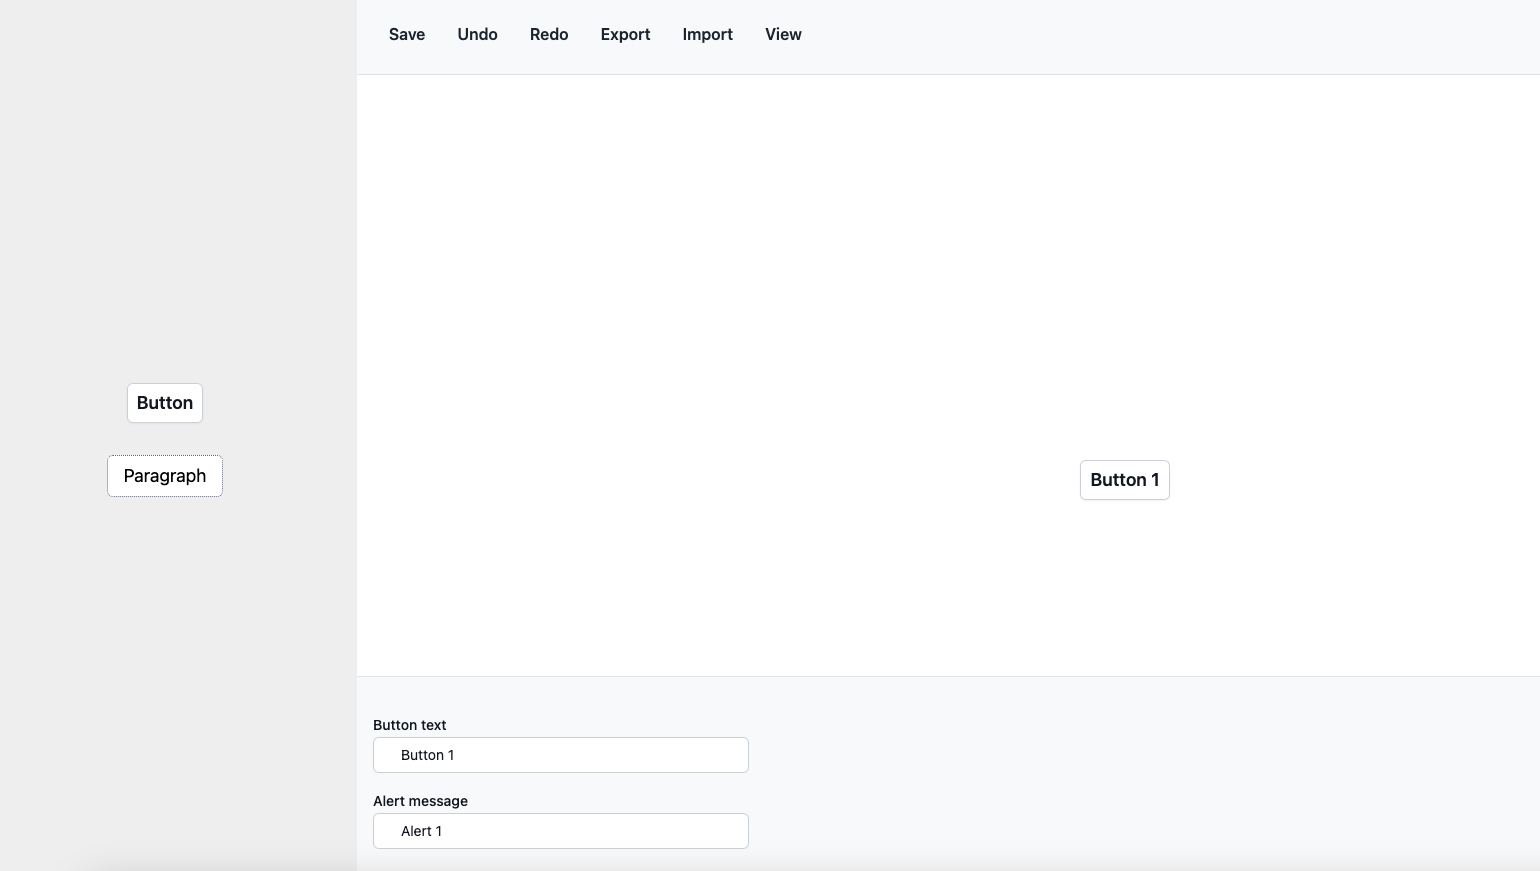 Save Undo Redo Export Import View
Button
Paragraph
Button 1
Button text
Button 1
Alert message
Alert 1